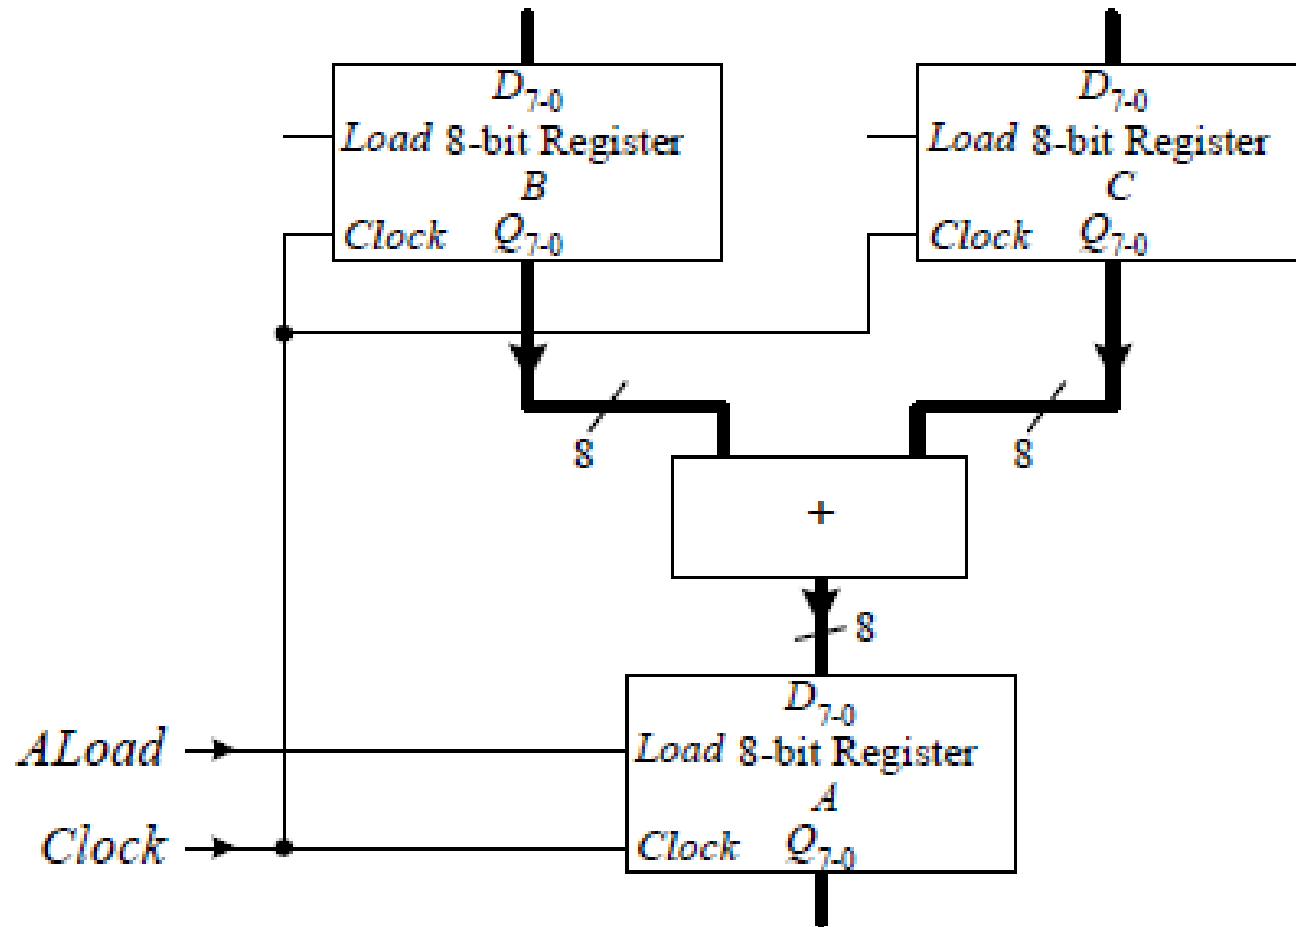 D7-0
Load 8-bit Register
B
Clock Q7-0
D7-0
Load 8-bit Register
C
Clock Q7-0
8
8
+
8
D7-0
ALoad
Load 8-bit Register
A
Clock
Clock Q7-0